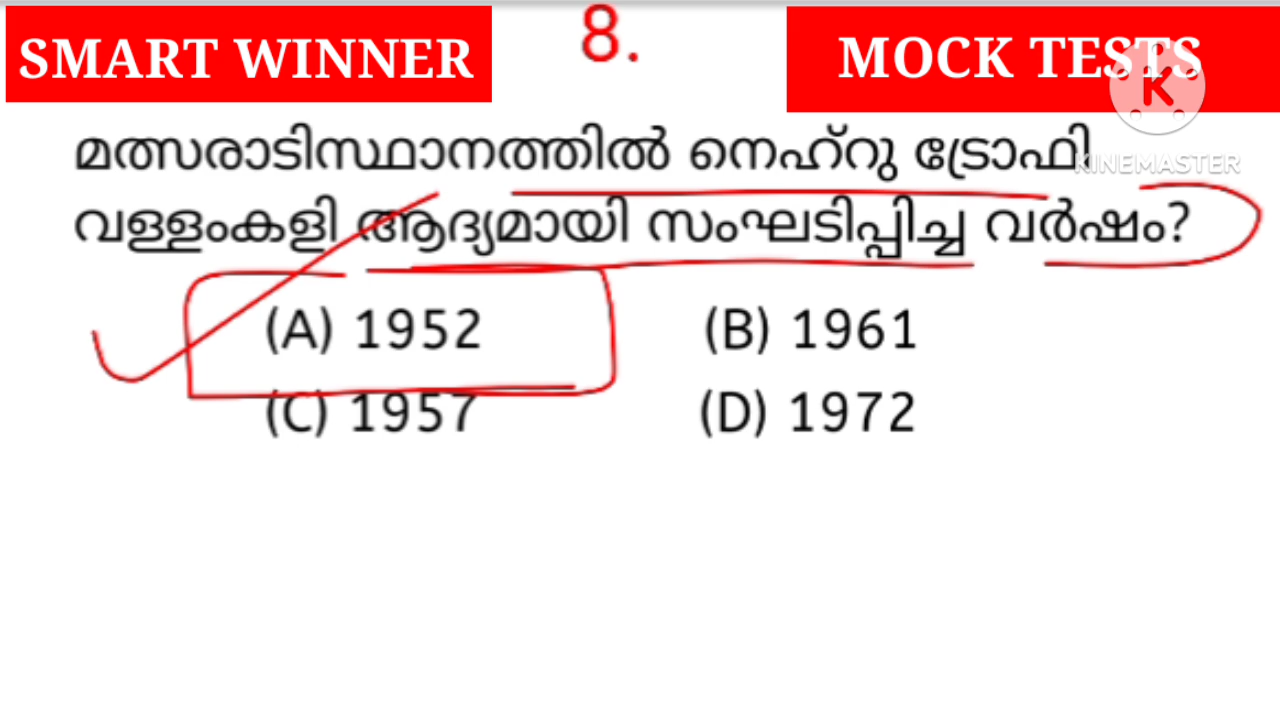 SMART WINNER
8.
MOCK TESTS
KINEMASTER
മത്സരാടിസ്ഥാനത്തിൽ നെഹ്റു ട്രോഫി
വള്ളംകളി ആദ്യമായി സംഘടിപ്പിച്ച വർഷം?
(A) 1952 (B) 1961
(C) 1957 (D) 1972